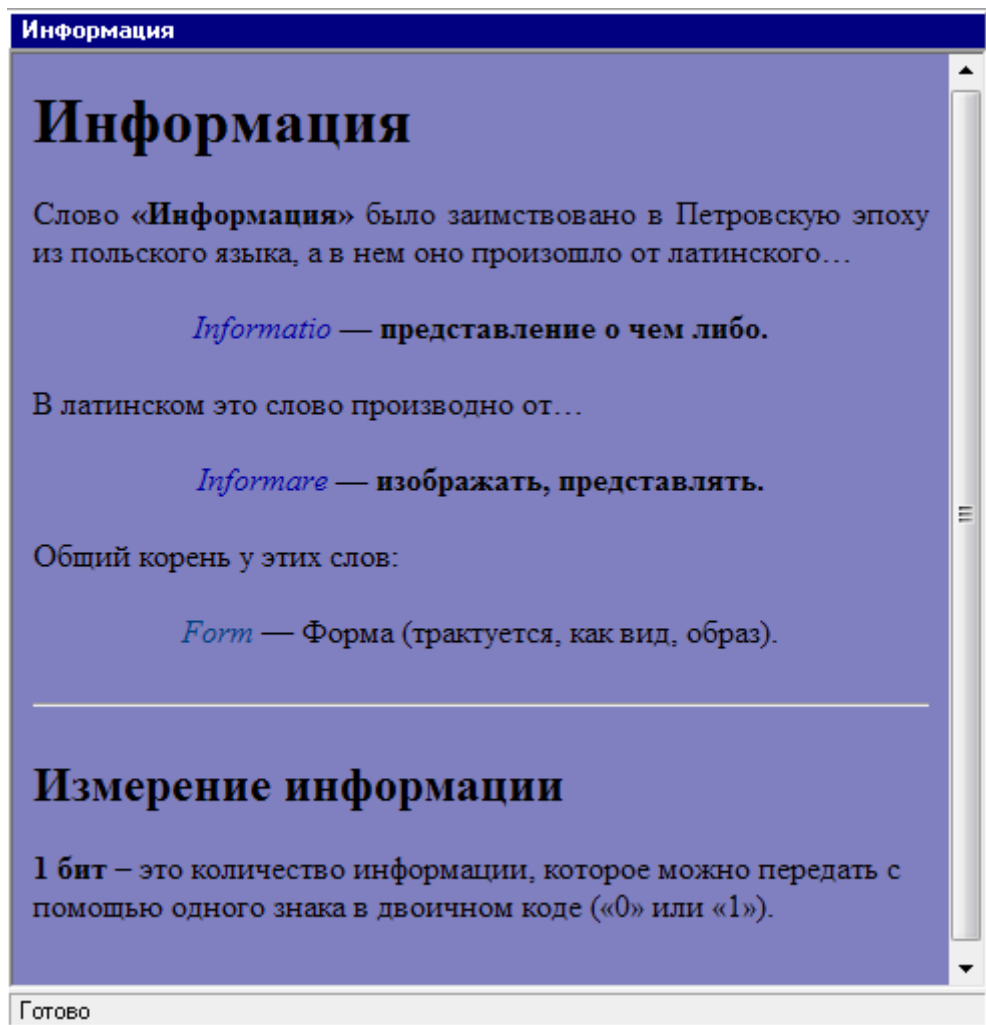 Информация
Информация
Слово «Информация» было заимствовано в Петровскую эпоху
из польского языка, а в нем оно произошло от латинского…
Informatio — представление о чем либо.
В латинском это слово производно от…
Informare — изображать, представлять.
Общий корень у этих слов:
Form — Форма (трактуется, как вид, образ).
Измерение информации
1 бит – это количество информации, которое можно передать с
помощью одного знака в двоичном коде («0» или «1»).
Готово